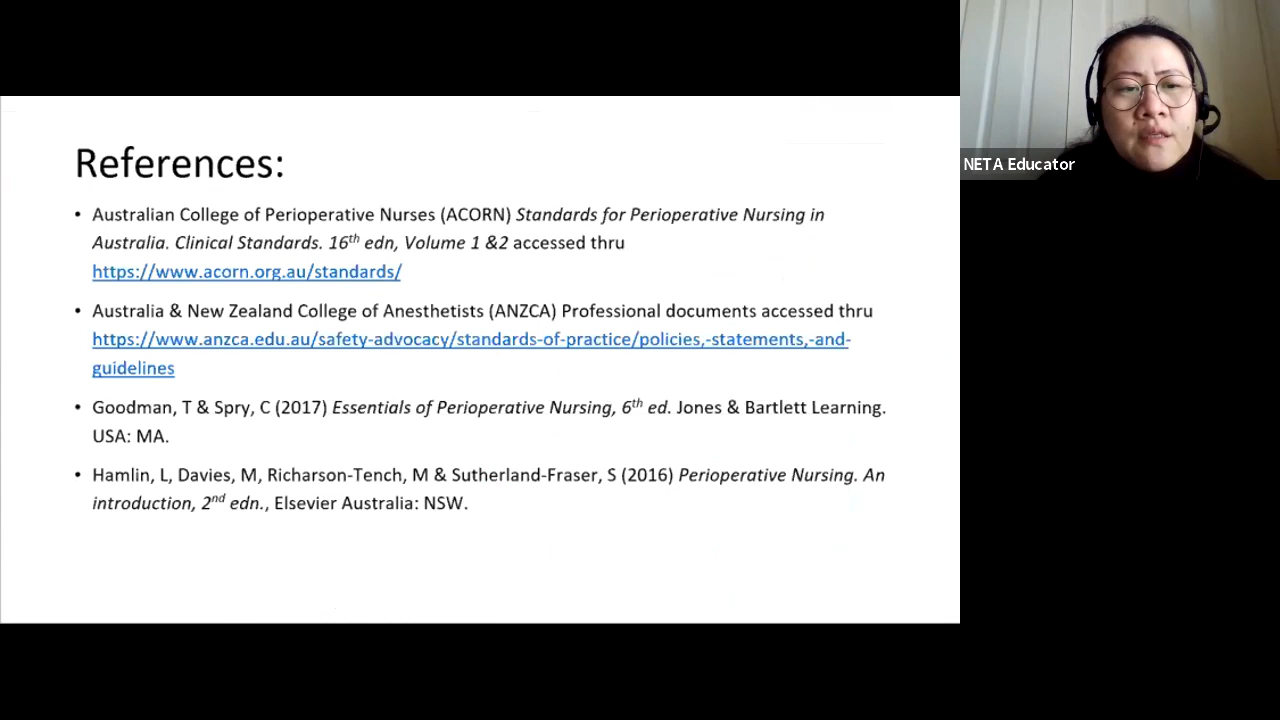 References:
• Australian College of Perioperative Nurses (ACORN) Standards for Perioperative Nursing in
Australia. Clinical Standards. 16th edn, Volume 1 &2 accessed thru
https://www.acorn.org.au/standards/
• Australia & New Zealand College of Anesthetists (ANZCA) Professional documents accessed thru
https://www.anzca.edu.au/safety-advocacy/standards-of-practice/policies,-statements,-and-
guidelines
• Goodman, T & Spry, C (2017) Essentials of Perioperative Nursing, 6th ed. Jones & Bartlett Learning.
USA: MA.
• Hamlin, L, Davies, M, Richarson-Tench, M & Sutherland-Fraser, S (2016) Perioperative Nursing. An
introduction, 2nd edn., Elsevier Australia: NSW.
NETA Educator